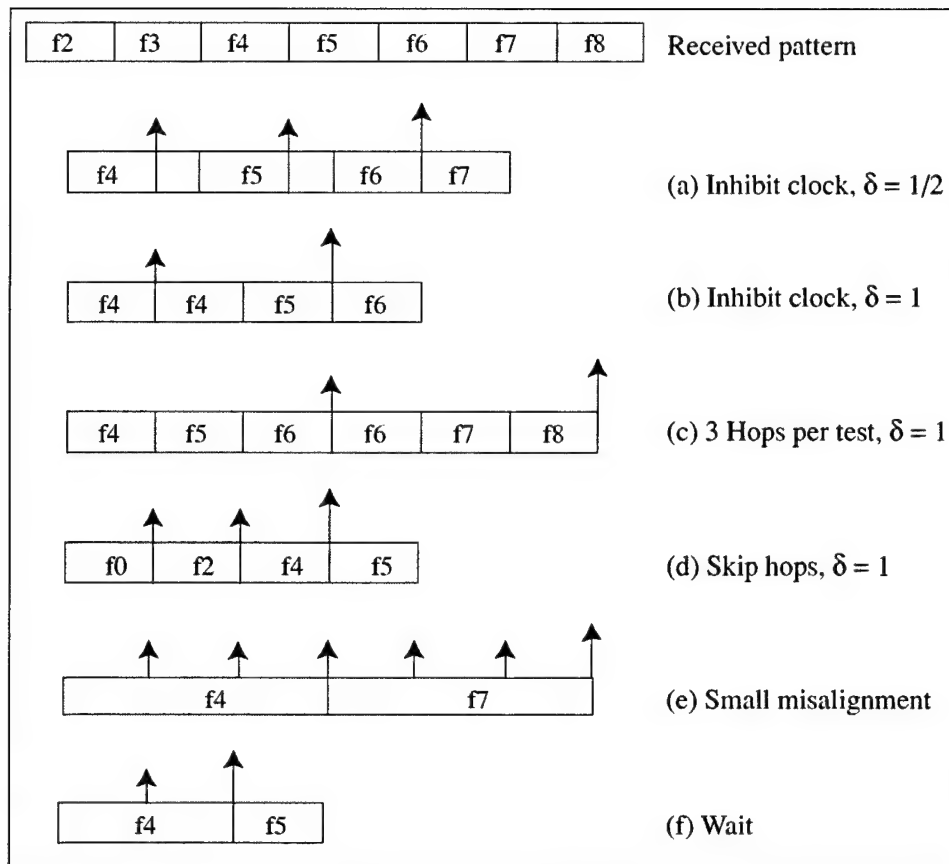 f2 f3 f4 f5 f6 f7 f8 Received pattern
f4 f5 f6 f7 (a) Inhibit clock, δ = 1/2
f4 f4 f5 f6 (b) Inhibit clock, δ = 1
f4 f5 f6 f6 f7 f8 (c) 3 Hops per test, δ = 1
f0 f2 f4 f5 (d) Skip hops, δ = 1
f4 f7 (e) Small misalignment
f4 f5 (f) Wait